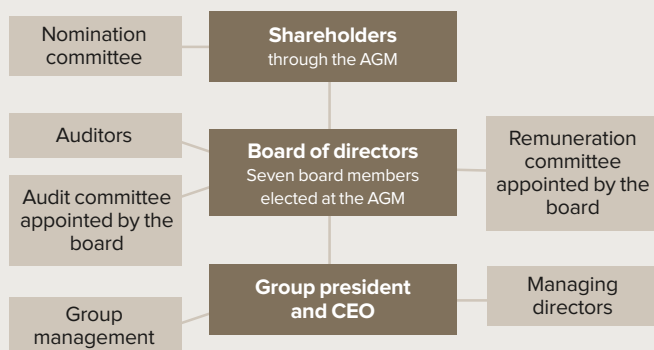 Nomination
committee
Shareholders
through the AGM
Auditors
Board of directors
Seven board members
elected at the AGM
Remuneration
committee
appointed by the
board
Audit committee
appointed by the
board
Group president
and CEO
Managing
directors
Group
management